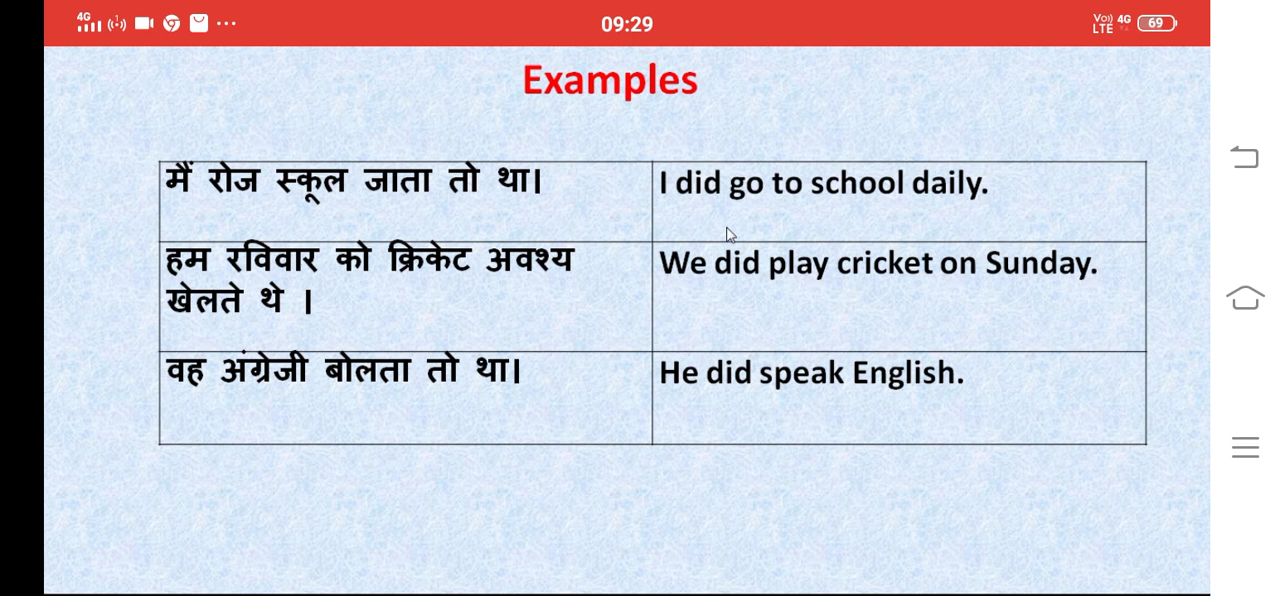 4G
09:29
Vo)) 4G
LTE
69
Examples
मैं रोज स्कूल जाता तो था।
I did go to school daily.
हम रविवार को क्रिकेट अवश्य
खेलते थे ।
We did play cricket on Sunday.
वह अंग्रेजी बोलता तो था।
He did speak English.